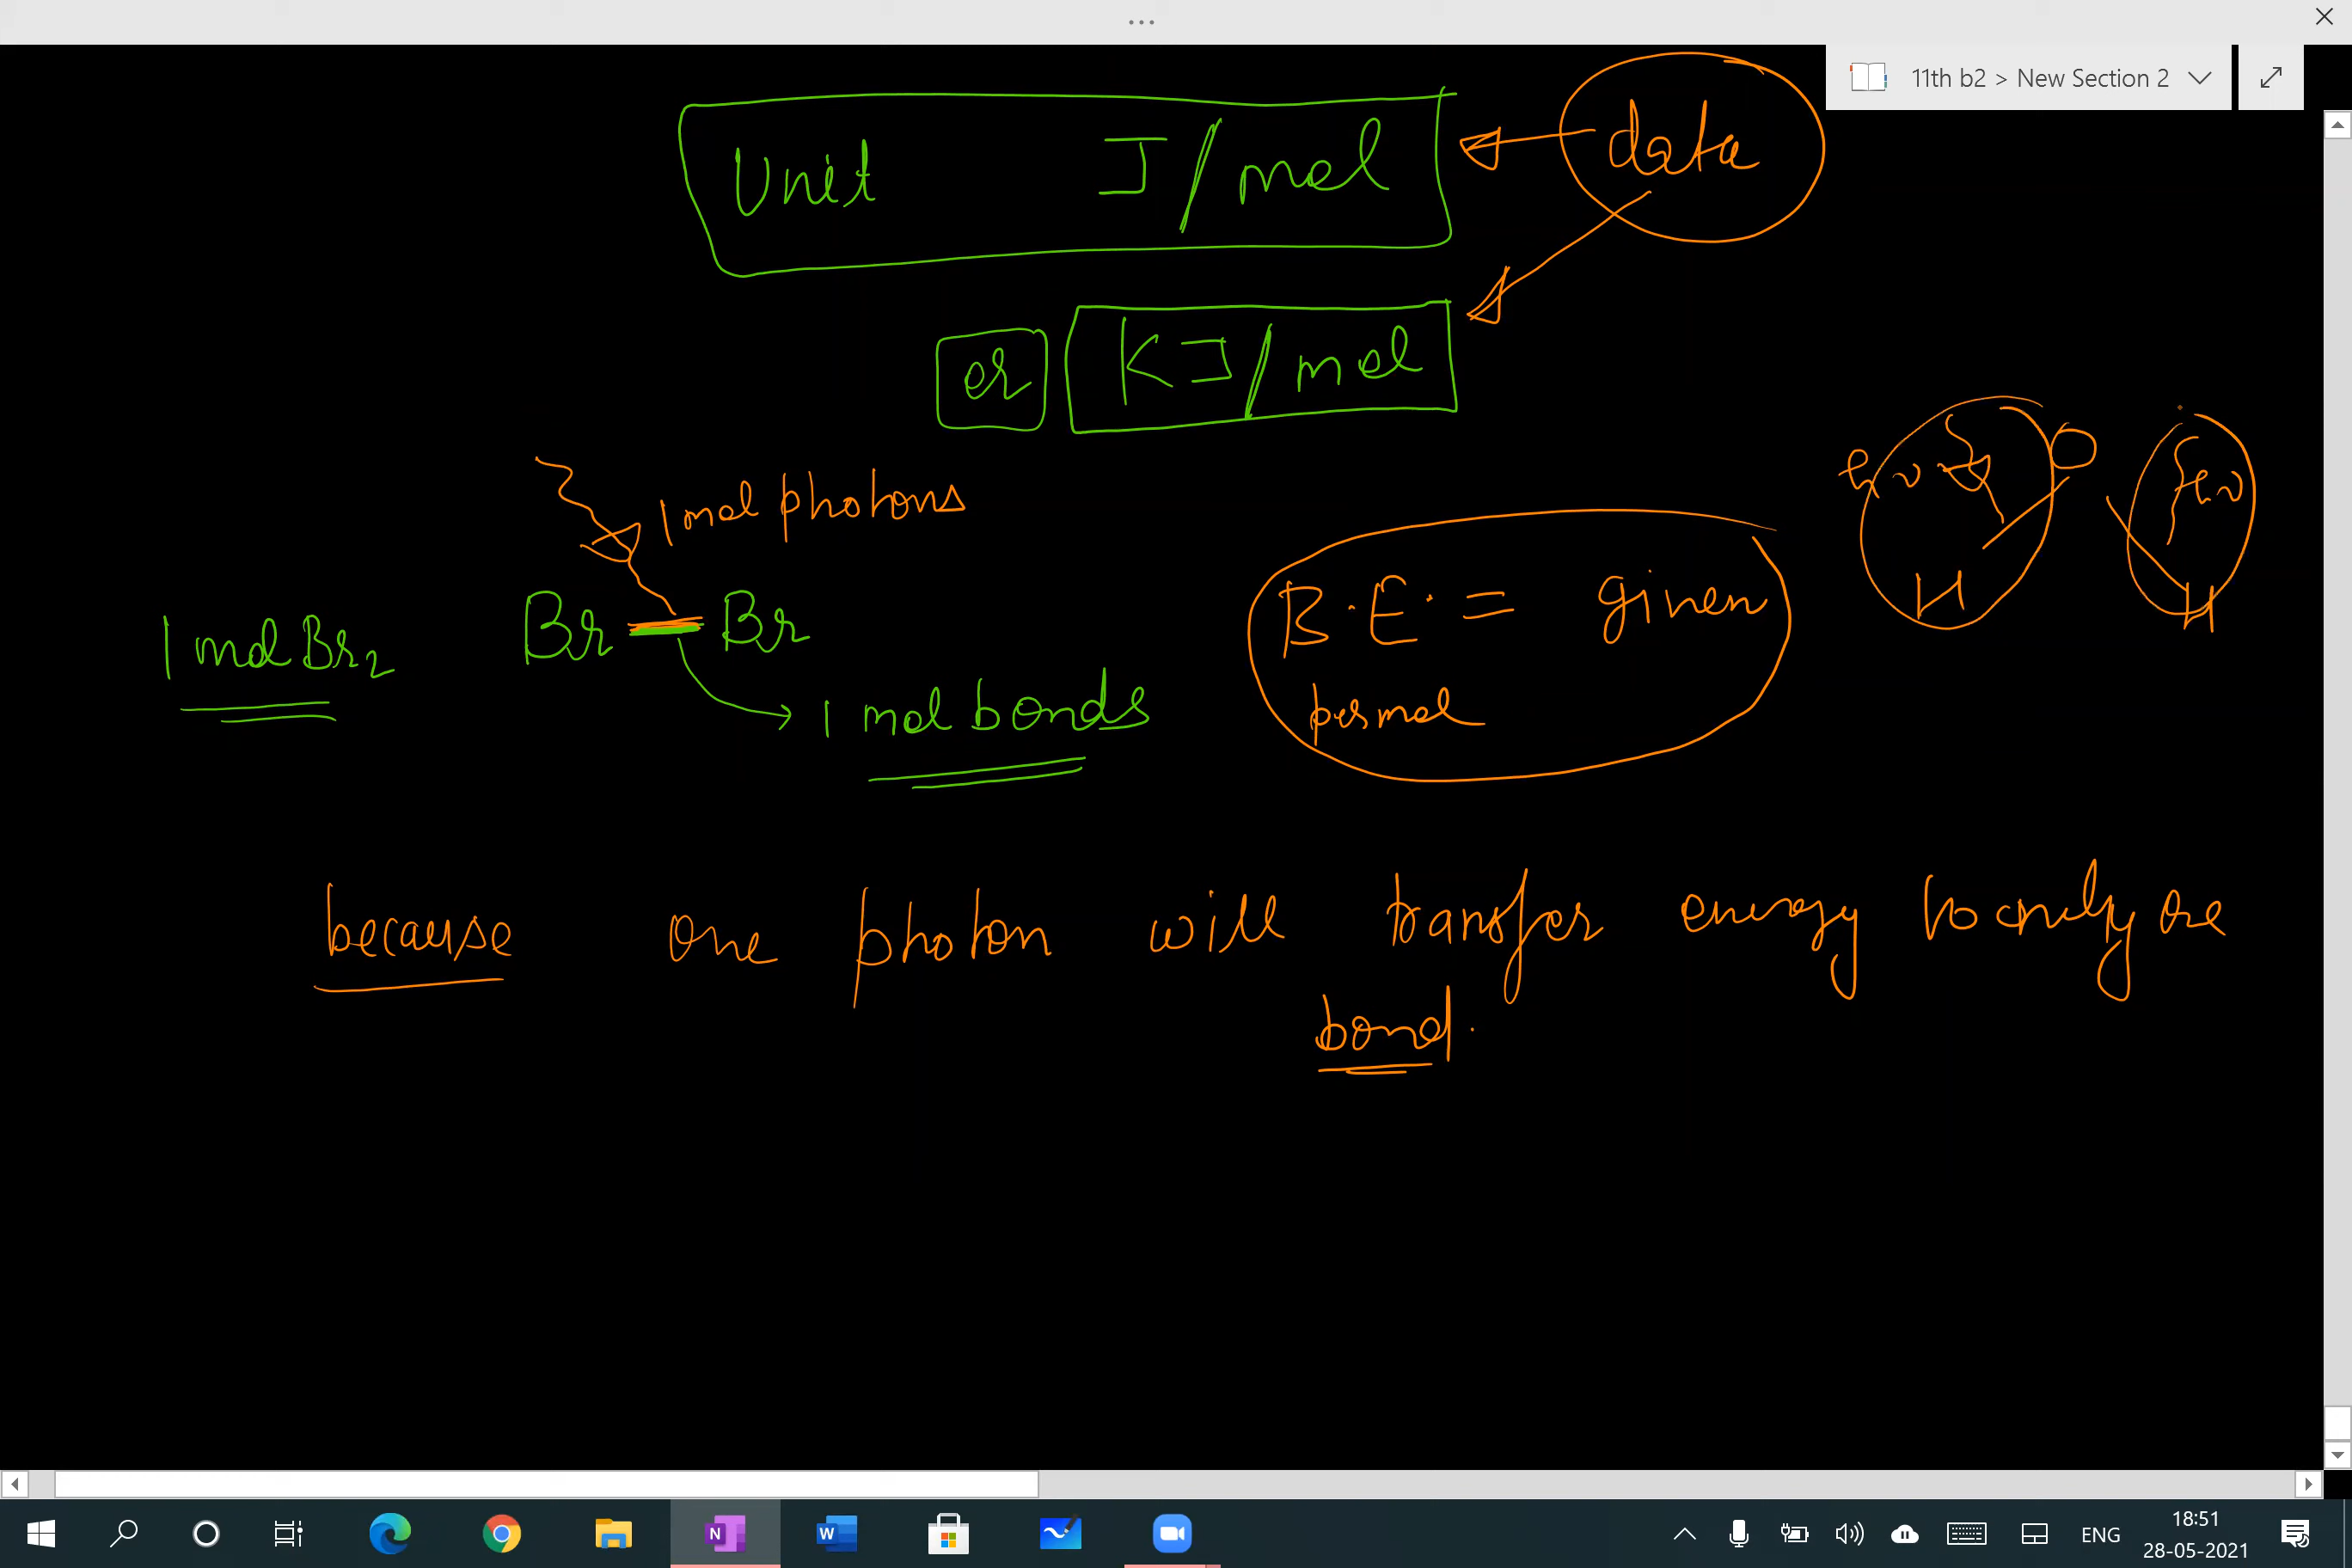 11th b2 > New Section 2
Unit J/mol data
or KJ/mol
1 mol photons
hν O hν
H H
1 mol Br2 Br Br B.E. = given
per mol
1 mol bonds
because one photon will transfer energy to only one
bond.
ENG
18:51
28-05-2021